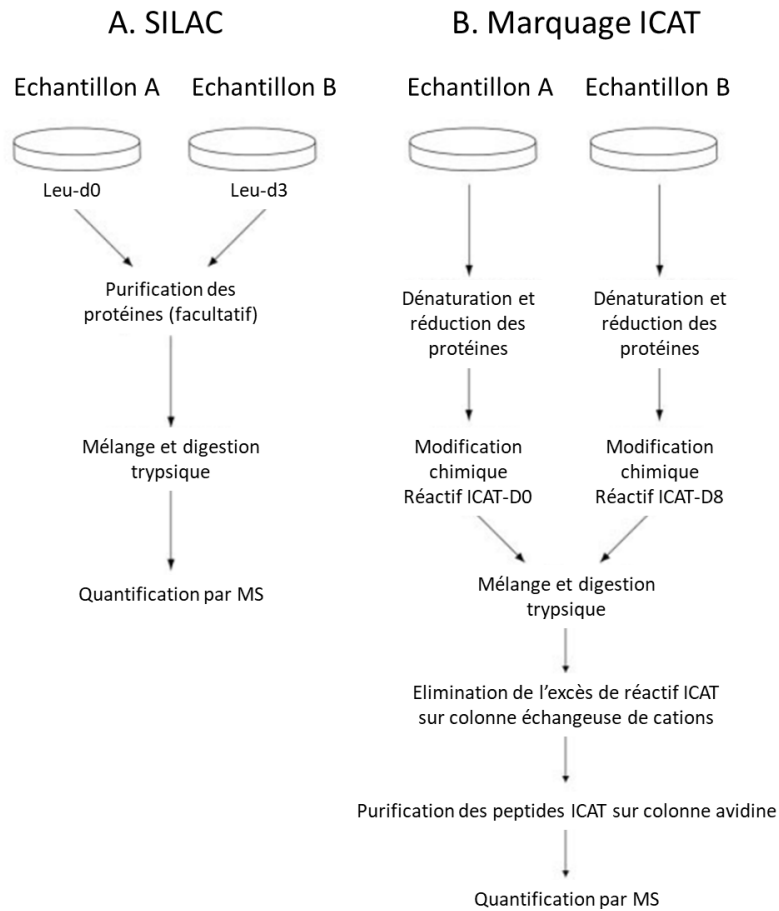 A. SILAC
Echantillon A
Echantillon B
Leu-d0
Leu-d3
Purification des
protéines (facultatif)
Mélange et digestion
trypsique
Quantification par MS
B. Marquage ICAT
Echantillon A
Echantillon B
Dénaturation et
réduction des
protéines
Dénaturation et
réduction des
protéines
Modification
chimique
Réactif ICAT-D0
Modification
chimique
Réactif ICAT-D8
Mélange et digestion
trypsique
Elimination de l’excès de réactif ICAT
sur colonne échangeuse de cations
Purification des peptides ICAT sur colonne avidine
Quantification par MS